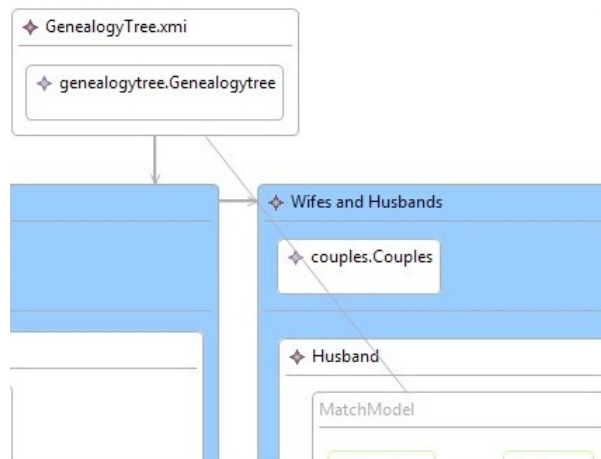 GenealogyTree.xmi
genealogytree.Genealogytree
Wifes and Husbands
couples.Couples
Husband
MatchModel